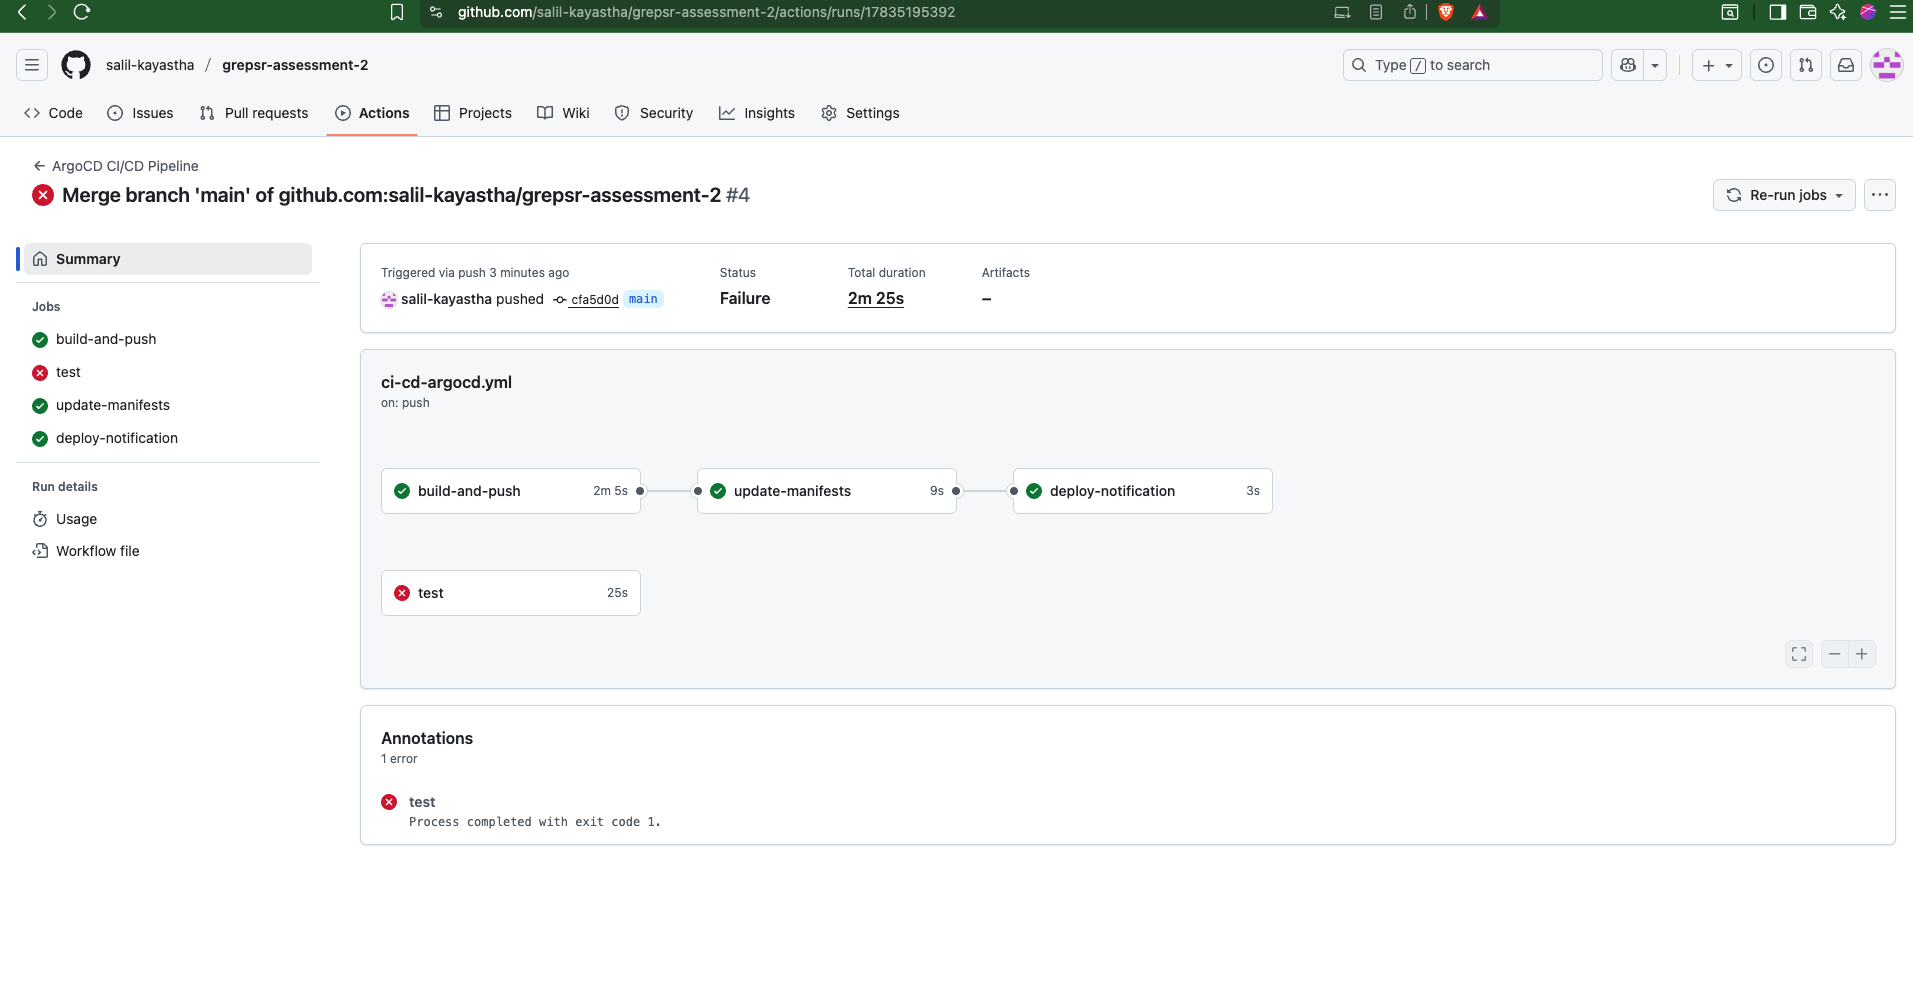 github.com/salil-kayastha/grepsr-assessment-2/actions/runs/17835195392
salil-kayastha / grepsr-assessment-2
Type / to search
Code
Issues
Pull requests
Actions
Projects
Wiki
Security
Insights
Settings
ArgoCD CI/CD Pipeline
Merge branch 'main' of github.com:salil-kayastha/grepsr-assessment-2 #4
Re-run jobs
Summary
Jobs
build-and-push
test
update-manifests
deploy-notification
Run details
Usage
Workflow file
Triggered via push 3 minutes ago
salil-kayastha pushed cfa5d0d main
Status
Failure
Total duration
2m 25s
Artifacts
–
ci-cd-argocd.yml
on: push
build-and-push 2m 5s
update-manifests 9s
deploy-notification 3s
test 25s
Annotations
1 error
test
Process completed with exit code 1.